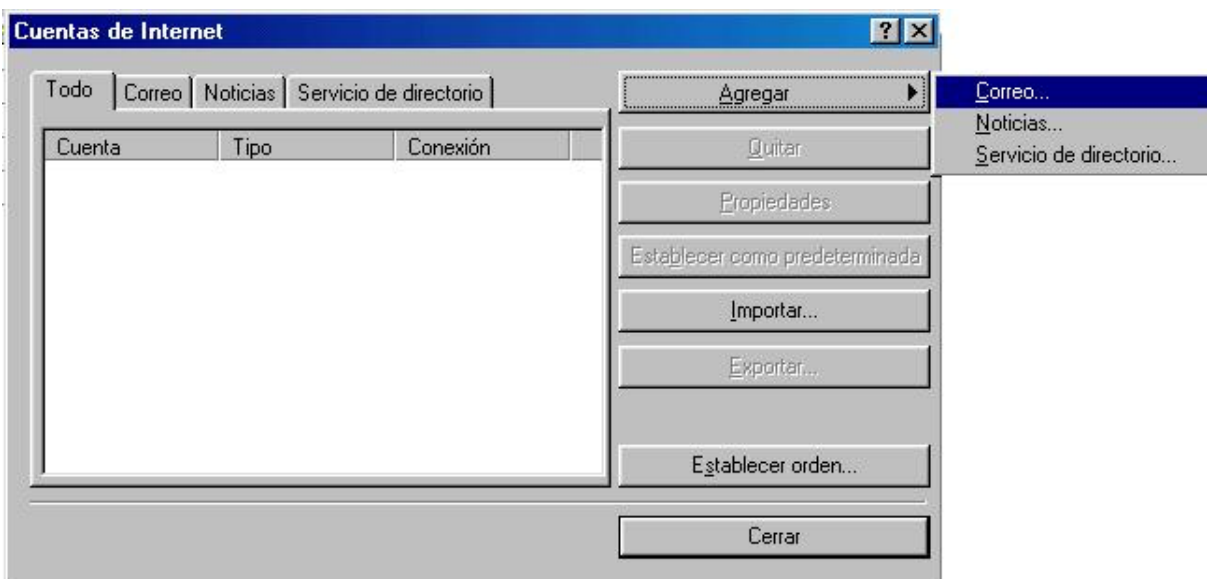 Cuentas de Internet
Todo Correo Noticias Servicio de directorio
Cuenta Tipo Conexión
Agregar
Quitar
Propiedades
Establecer como predeterminada
Importar...
Exportar...
Establecer orden...
Cerrar
Correo...
Noticias...
Servicio de directorio...